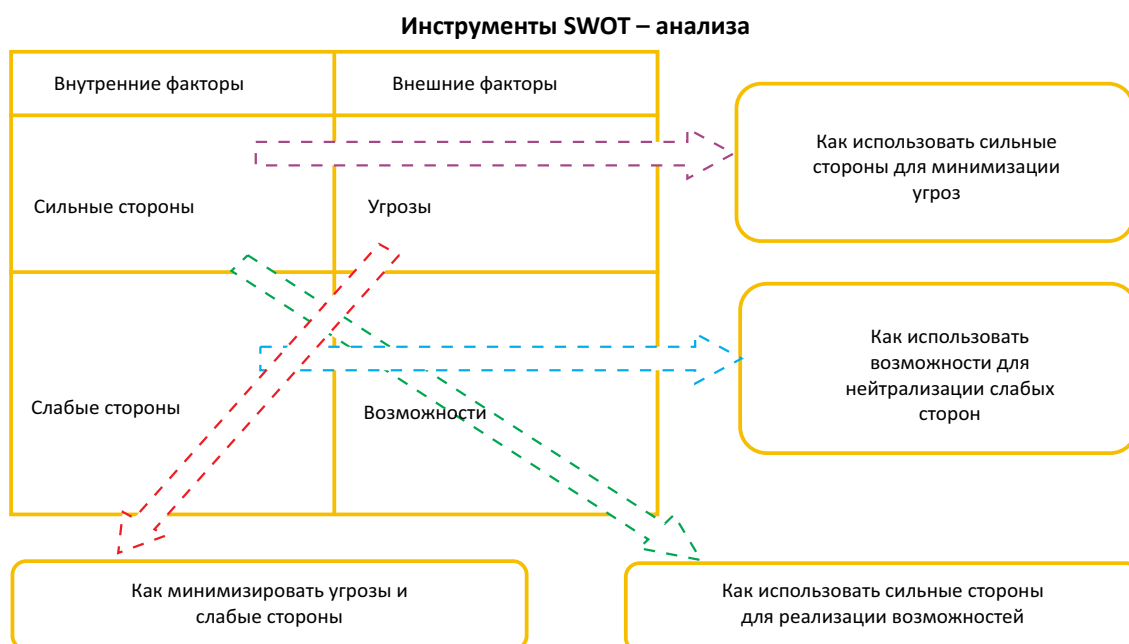 Инструменты SWOT – анализа
Внутренние факторы
Внешние факторы
Как использовать сильные
стороны для минимизации
угроз
Сильные стороны
Угрозы
Как использовать
возможности для
нейтрализации слабых
сторон
Слабые стороны
Возможности
Как минимизировать угрозы и
слабые стороны
Как использовать сильные стороны
для реализации возможностей